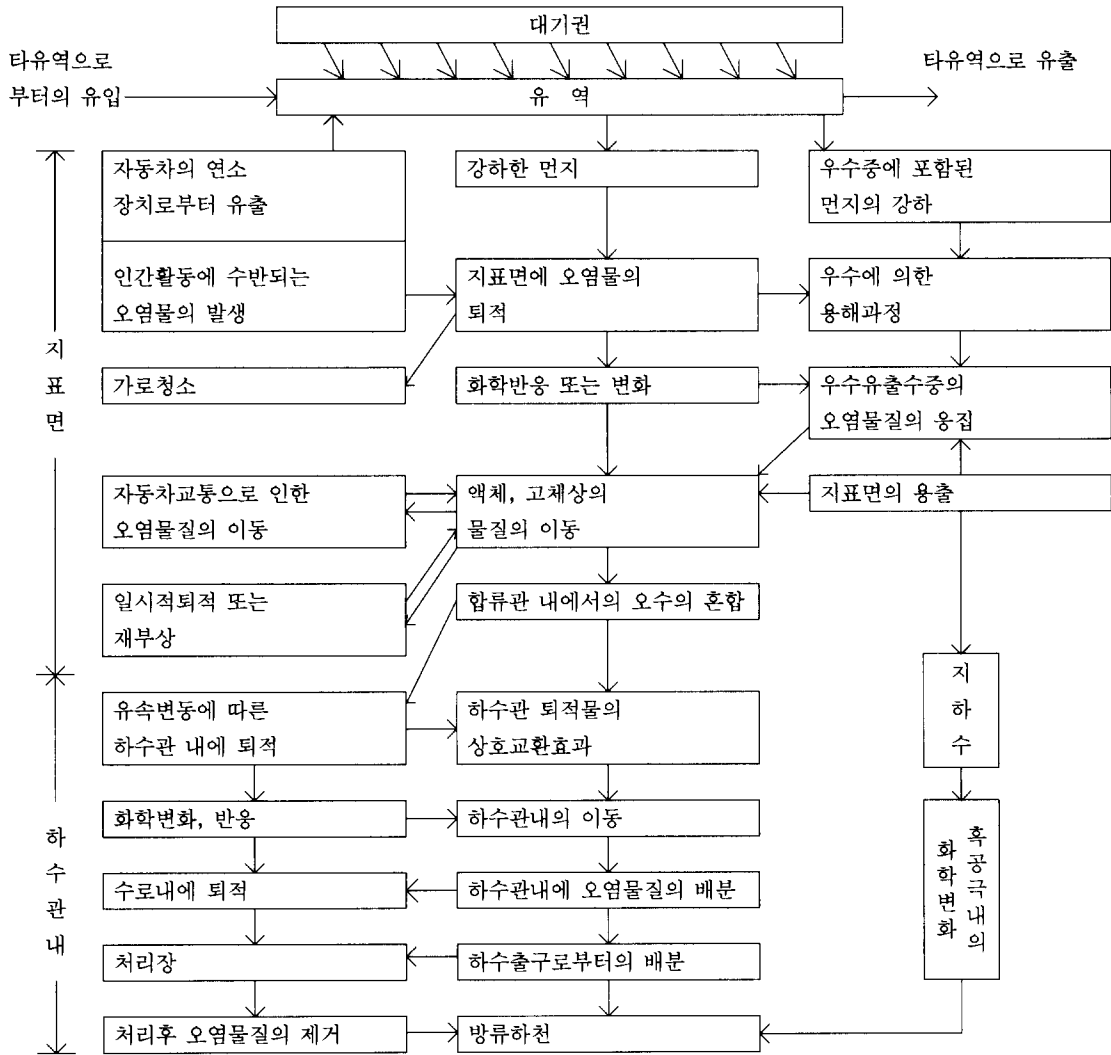 대기권
타유역으로
부터의 유입
유 역
타유역으로 유출
지표면
자동차의 연소
장치로부터 유출
강하한 먼지
우수중에 포함된
먼지의 강하
인간활동에 수반되는
오염물의 발생
지표면에 오염물의
퇴적
우수에 의한
용해과정
가로청소
화학반응 또는 변화
우수유출수중의
오염물질의 응집
자동차교통으로 인한
오염물질의 이동
액체, 고체상의
물질의 이동
지표면의 용출
일시적퇴적 또는
재부상
합류관 내에서의 오수의 혼합
지하수
하수관내
유속변동에 따른
하수관 내에 퇴적
하수관 퇴적물의
상호교환효과
화학변화, 반응
하수관내의 이동
흑공극내의
화학변화
수로내에 퇴적
하수관내에 오염물질의 배분
처리장
하수출구로부터의 배분
처리후 오염물질의 제거
방류하천